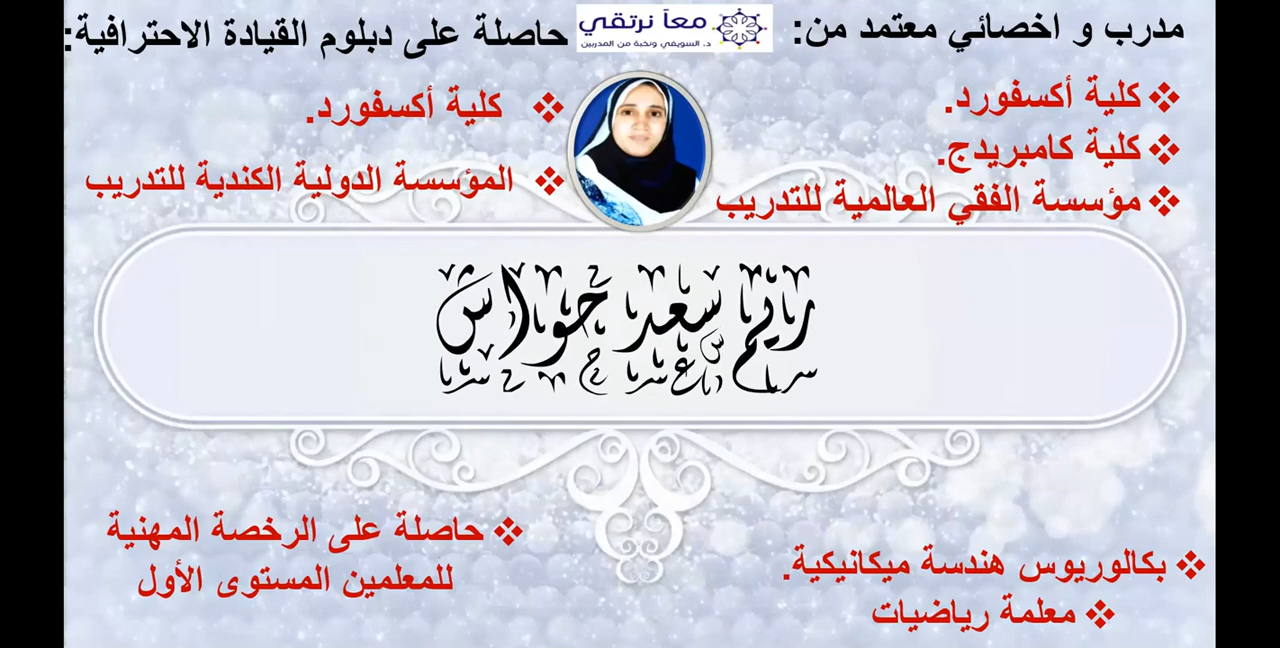 مدرب و اخصائي معتمد من:
❖ كلية أكسفورد.
❖ كلية كامبريدج.
❖ مؤسسة الفقي العالمية للتدريب
معاً نرتقي
د. السويفي ونخبة من المدربين
حاصلة على دبلوم القيادة الاحترافية:
❖ كلية أكسفورد.
❖ المؤسسة الدولية الكندية للتدريب
ريم سعد حواش
❖ بكالوريوس هندسة ميكانيكية.
❖ معلمة رياضيات
❖ حاصلة على الرخصة المهنية
للمعلمين المستوى الأول